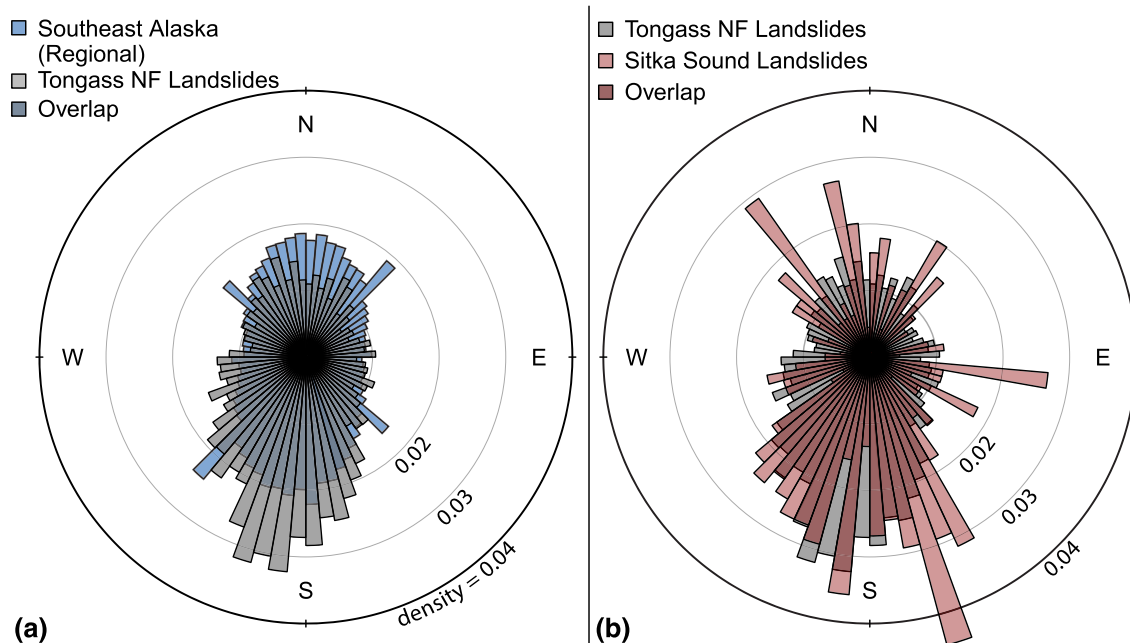 Southeast Alaska
(Regional)
Tongass NF Landslides
Overlap
N
W
E
S
0.02
0.03
density = 0.04
(a)
Tongass NF Landslides
Sitka Sound Landslides
Overlap
N
W
E
S
0.02
0.03
0.04
(b)